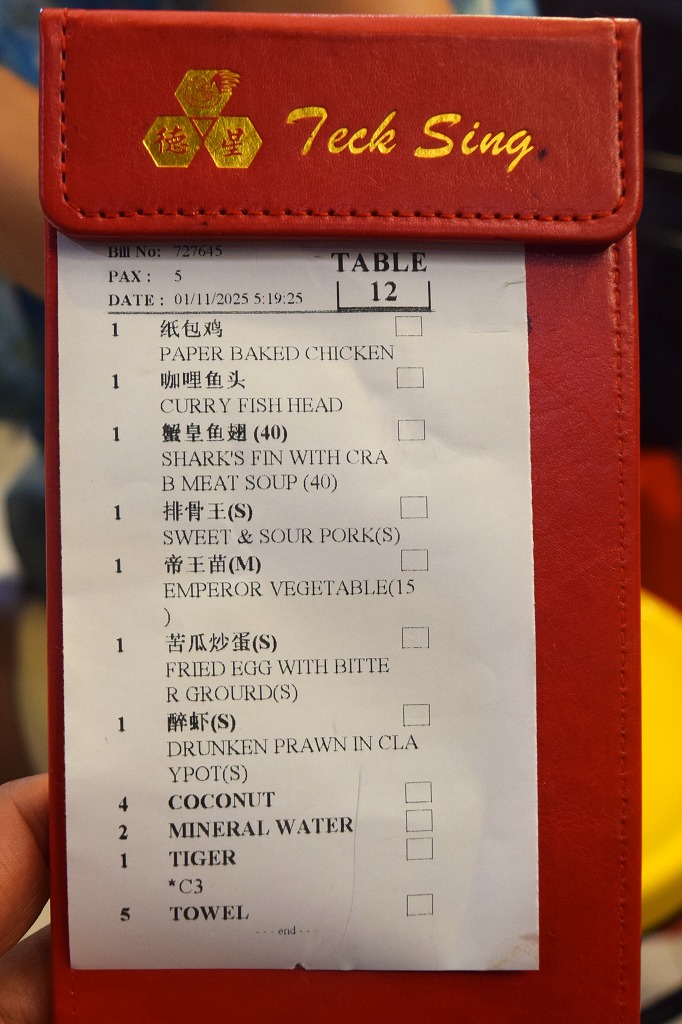 德 星 Teck Sing
Bill No: 727645
PAX : 5
TABLE
12
DATE : 01/11/2025 5:19:25
1 纸包鸡
PAPER BAKED CHICKEN
1 咖哩鱼头
CURRY FISH HEAD
1 蟹皇鱼翅 (40)
SHARK'S FIN WITH CRA
B MEAT SOUP (40)
1 排骨王(S)
SWEET & SOUR PORK(S)
1 帝王苗(M)
EMPEROR VEGETABLE(15
)
1 苦瓜炒蛋(S)
FRIED EGG WITH BITTE
R GROURD(S)
1 醉虾(S)
DRUNKEN PRAWN IN CLA
YPOT(S)
4 COCONUT
2 MINERAL WATER
1 TIGER
*C3
5 TOWEL
- - - end - - -